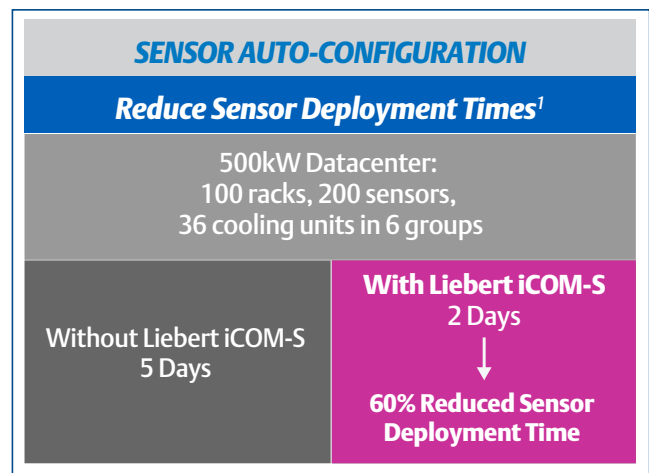 SENSOR AUTO-CONFIGURATION
Reduce Sensor Deployment Times¹
500kW Datacenter:
100 racks, 200 sensors,
36 cooling units in 6 groups
Without Liebert iCOM-S
5 Days
With Liebert iCOM-S
2 Days
60% Reduced Sensor
Deployment Time